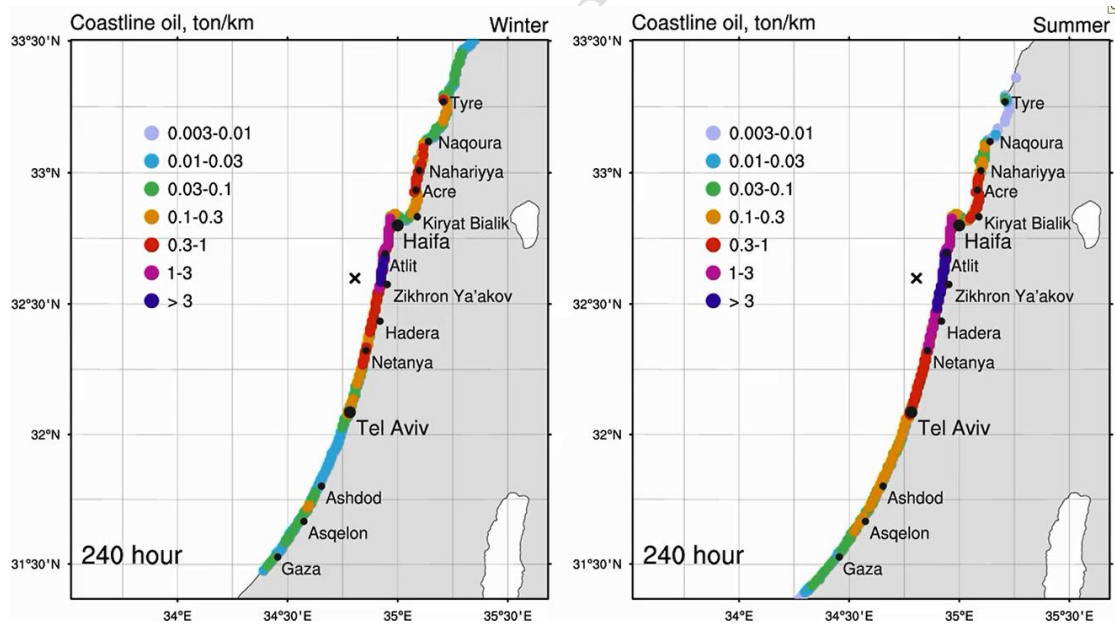 Coastline oil, ton/km Winter
33°30'N
33°N
32°30'N
32°N
31°30'N
0.003-0.01
0.01-0.03
0.03-0.1
0.1-0.3
0.3-1
1-3
> 3
Tyre
Naqoura
Nahariyya
Acre
Kiryat Bialik
Haifa
Atlit
Zikhron Ya'akov
Hadera
Netanya
Tel Aviv
Ashdod
Asqelon
Gaza
240 hour
34°E 34°30'E 35°E 35°30'E
Coastline oil, ton/km Summer
33°30'N
33°N
32°30'N
32°N
31°30'N
0.003-0.01
0.01-0.03
0.03-0.1
0.1-0.3
0.3-1
1-3
> 3
Tyre
Naqoura
Nahariyya
Acre
Kiryat Bialik
Haifa
Atlit
Zikhron Ya'akov
Hadera
Netanya
Tel Aviv
Ashdod
Asqelon
Gaza
240 hour
34°E 34°30'E 35°E 35°30'E